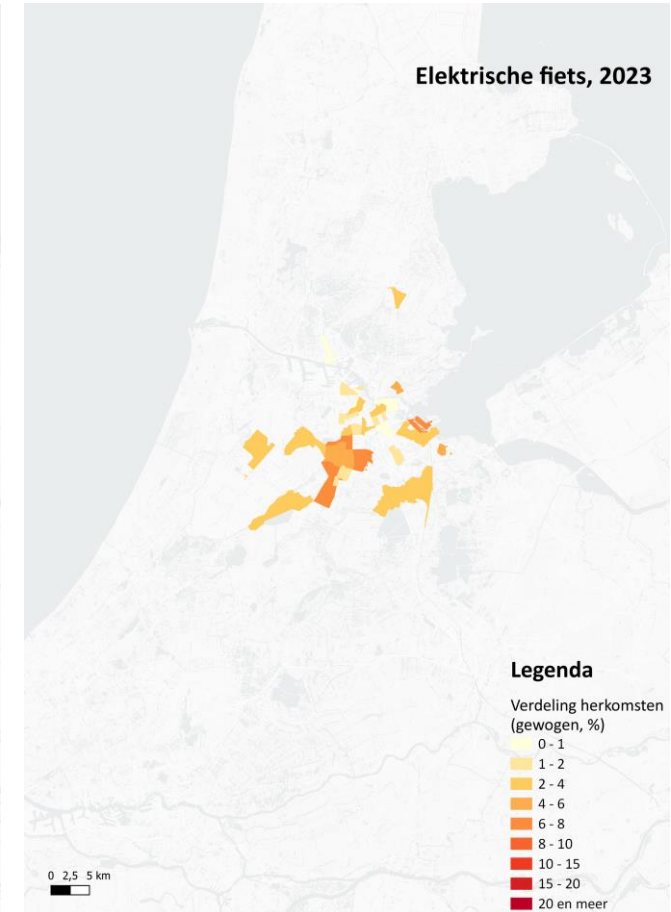 Elektrische fiets, 2023
Legenda
Verdeling herkomsten
(gewogen, %)
0 - 1
1 - 2
2 - 4
4 - 6
6 - 8
8 - 10
10 - 15
15 - 20
20 en meer
0 2,5 5 km